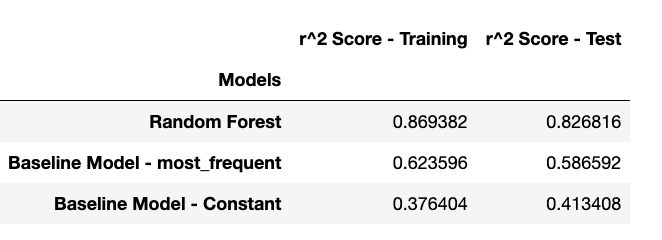 r^2 Score - Training r^2 Score - Test
Models
Random Forest 0.869382 0.826816
Baseline Model - most_frequent 0.623596 0.586592
Baseline Model - Constant 0.376404 0.413408